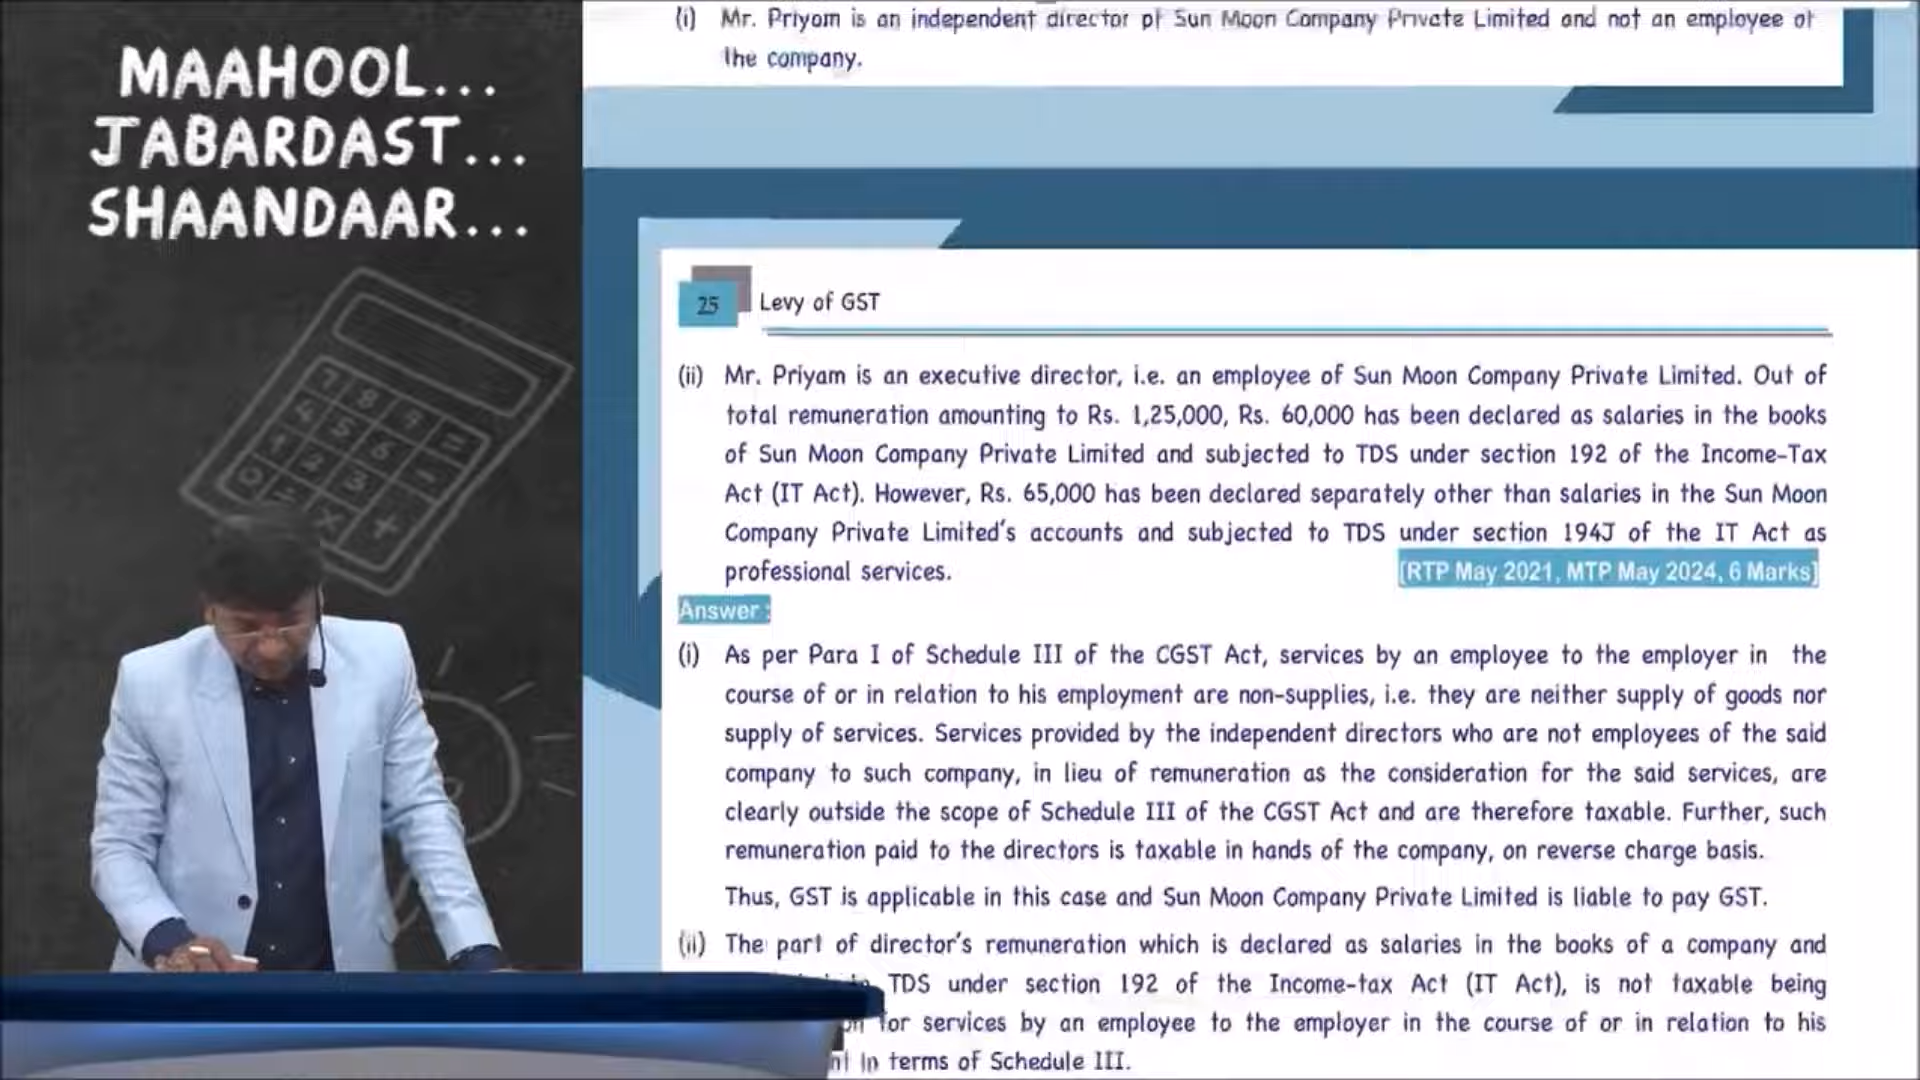 MAAHOOL...
JABARDAST...
SHAANDAAR...
(i) Mr. Priyam is an independent director of Sun Moon Company Private Limited and not an employee of
the company.
25 Levy of GST
(ii) Mr. Priyam is an executive director, i.e. an employee of Sun Moon Company Private Limited. Out of
total remuneration amounting to Rs. 1,25,000, Rs. 60,000 has been declared as salaries in the books
of Sun Moon Company Private Limited and subjected to TDS under section 192 of the Income-Tax
Act (IT Act). However, Rs. 65,000 has been declared separately other than salaries in the Sun Moon
Company Private Limited's accounts and subjected to TDS under section 194J of the IT Act as
professional services. [RTP May 2021, MTP May 2024, 6 Marks]
Answer :
(i) As per Para I of Schedule III of the CGST Act, services by an employee to the employer in the
course of or in relation to his employment are non-supplies, i.e. they are neither supply of goods nor
supply of services. Services provided by the independent directors who are not employees of the said
company to such company, in lieu of remuneration as the consideration for the said services, are
clearly outside the scope of Schedule III of the CGST Act and are therefore taxable. Further, such
remuneration paid to the directors is taxable in hands of the company, on reverse charge basis.
Thus, GST is applicable in this case and Sun Moon Company Private Limited is liable to pay GST.
(ii) The part of director's remuneration which is declared as salaries in the books of a company and
TDS under section 192 of the Income-tax Act (IT Act), is not taxable being
for services by an employee to the employer in the course of or in relation to his
in terms of Schedule III.
7 8 9 =
4 5 6 -
1 2 3
0 = × +